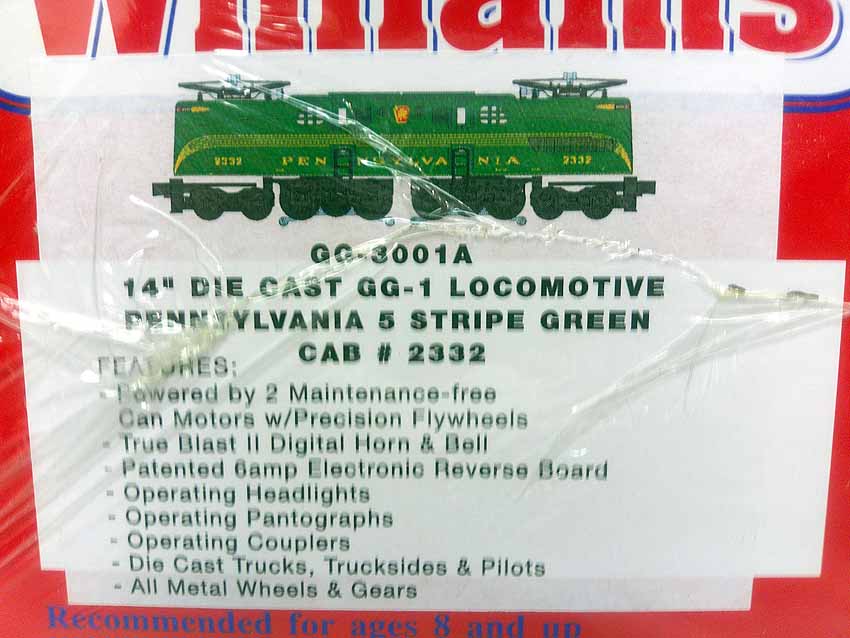 Williams
2332 PENNSYLVANIA 2332
GG-3001A
14" DIE CAST GG-1 LOCOMOTIVE
PENNSYLVANIA 5 STRIPE GREEN
CAB # 2332
FEATURES:
- Powered by 2 Maintenance-free
Can Motors w/Precision Flywheels
- True Blast II Digital Horn & Bell
- Patented 6amp Electronic Reverse Board
- Operating Headlights
- Operating Pantographs
- Operating Couplers
- Die Cast Trucks, Trucksides & Pilots
- All Metal Wheels & Gears
Recommended for ages 8 and up